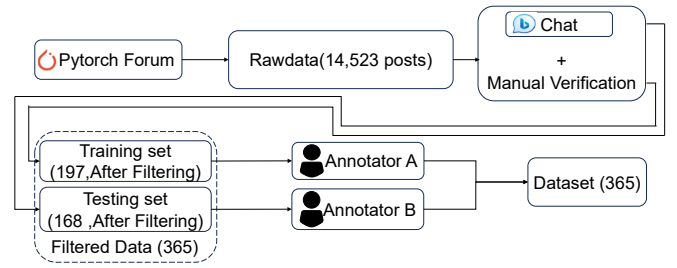 Pytorch Forum
Rawdata(14,523 posts)
Chat
+
Manual Verification
Training set
(197,After Filtering)
Testing set
(168 ,After Filtering)
Filtered Data (365)
Annotator A
Annotator B
Dataset (365)